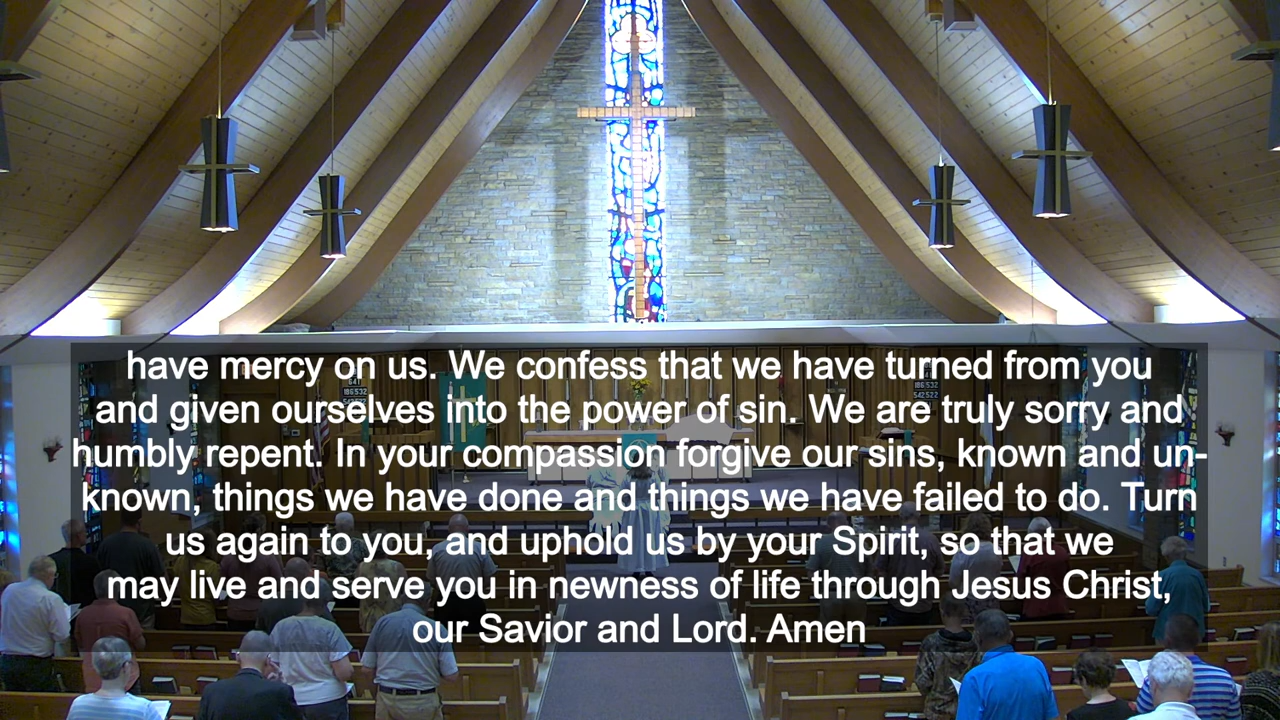 have mercy on us. We confess that we have turned from you
and given ourselves into the power of sin. We are truly sorry and
humbly repent. In your compassion forgive our sins, known and un-
known, things we have done and things we have failed to do. Turn
us again to you, and uphold us by your Spirit, so that we
may live and serve you in newness of life through Jesus Christ,
our Savior and Lord. Amen